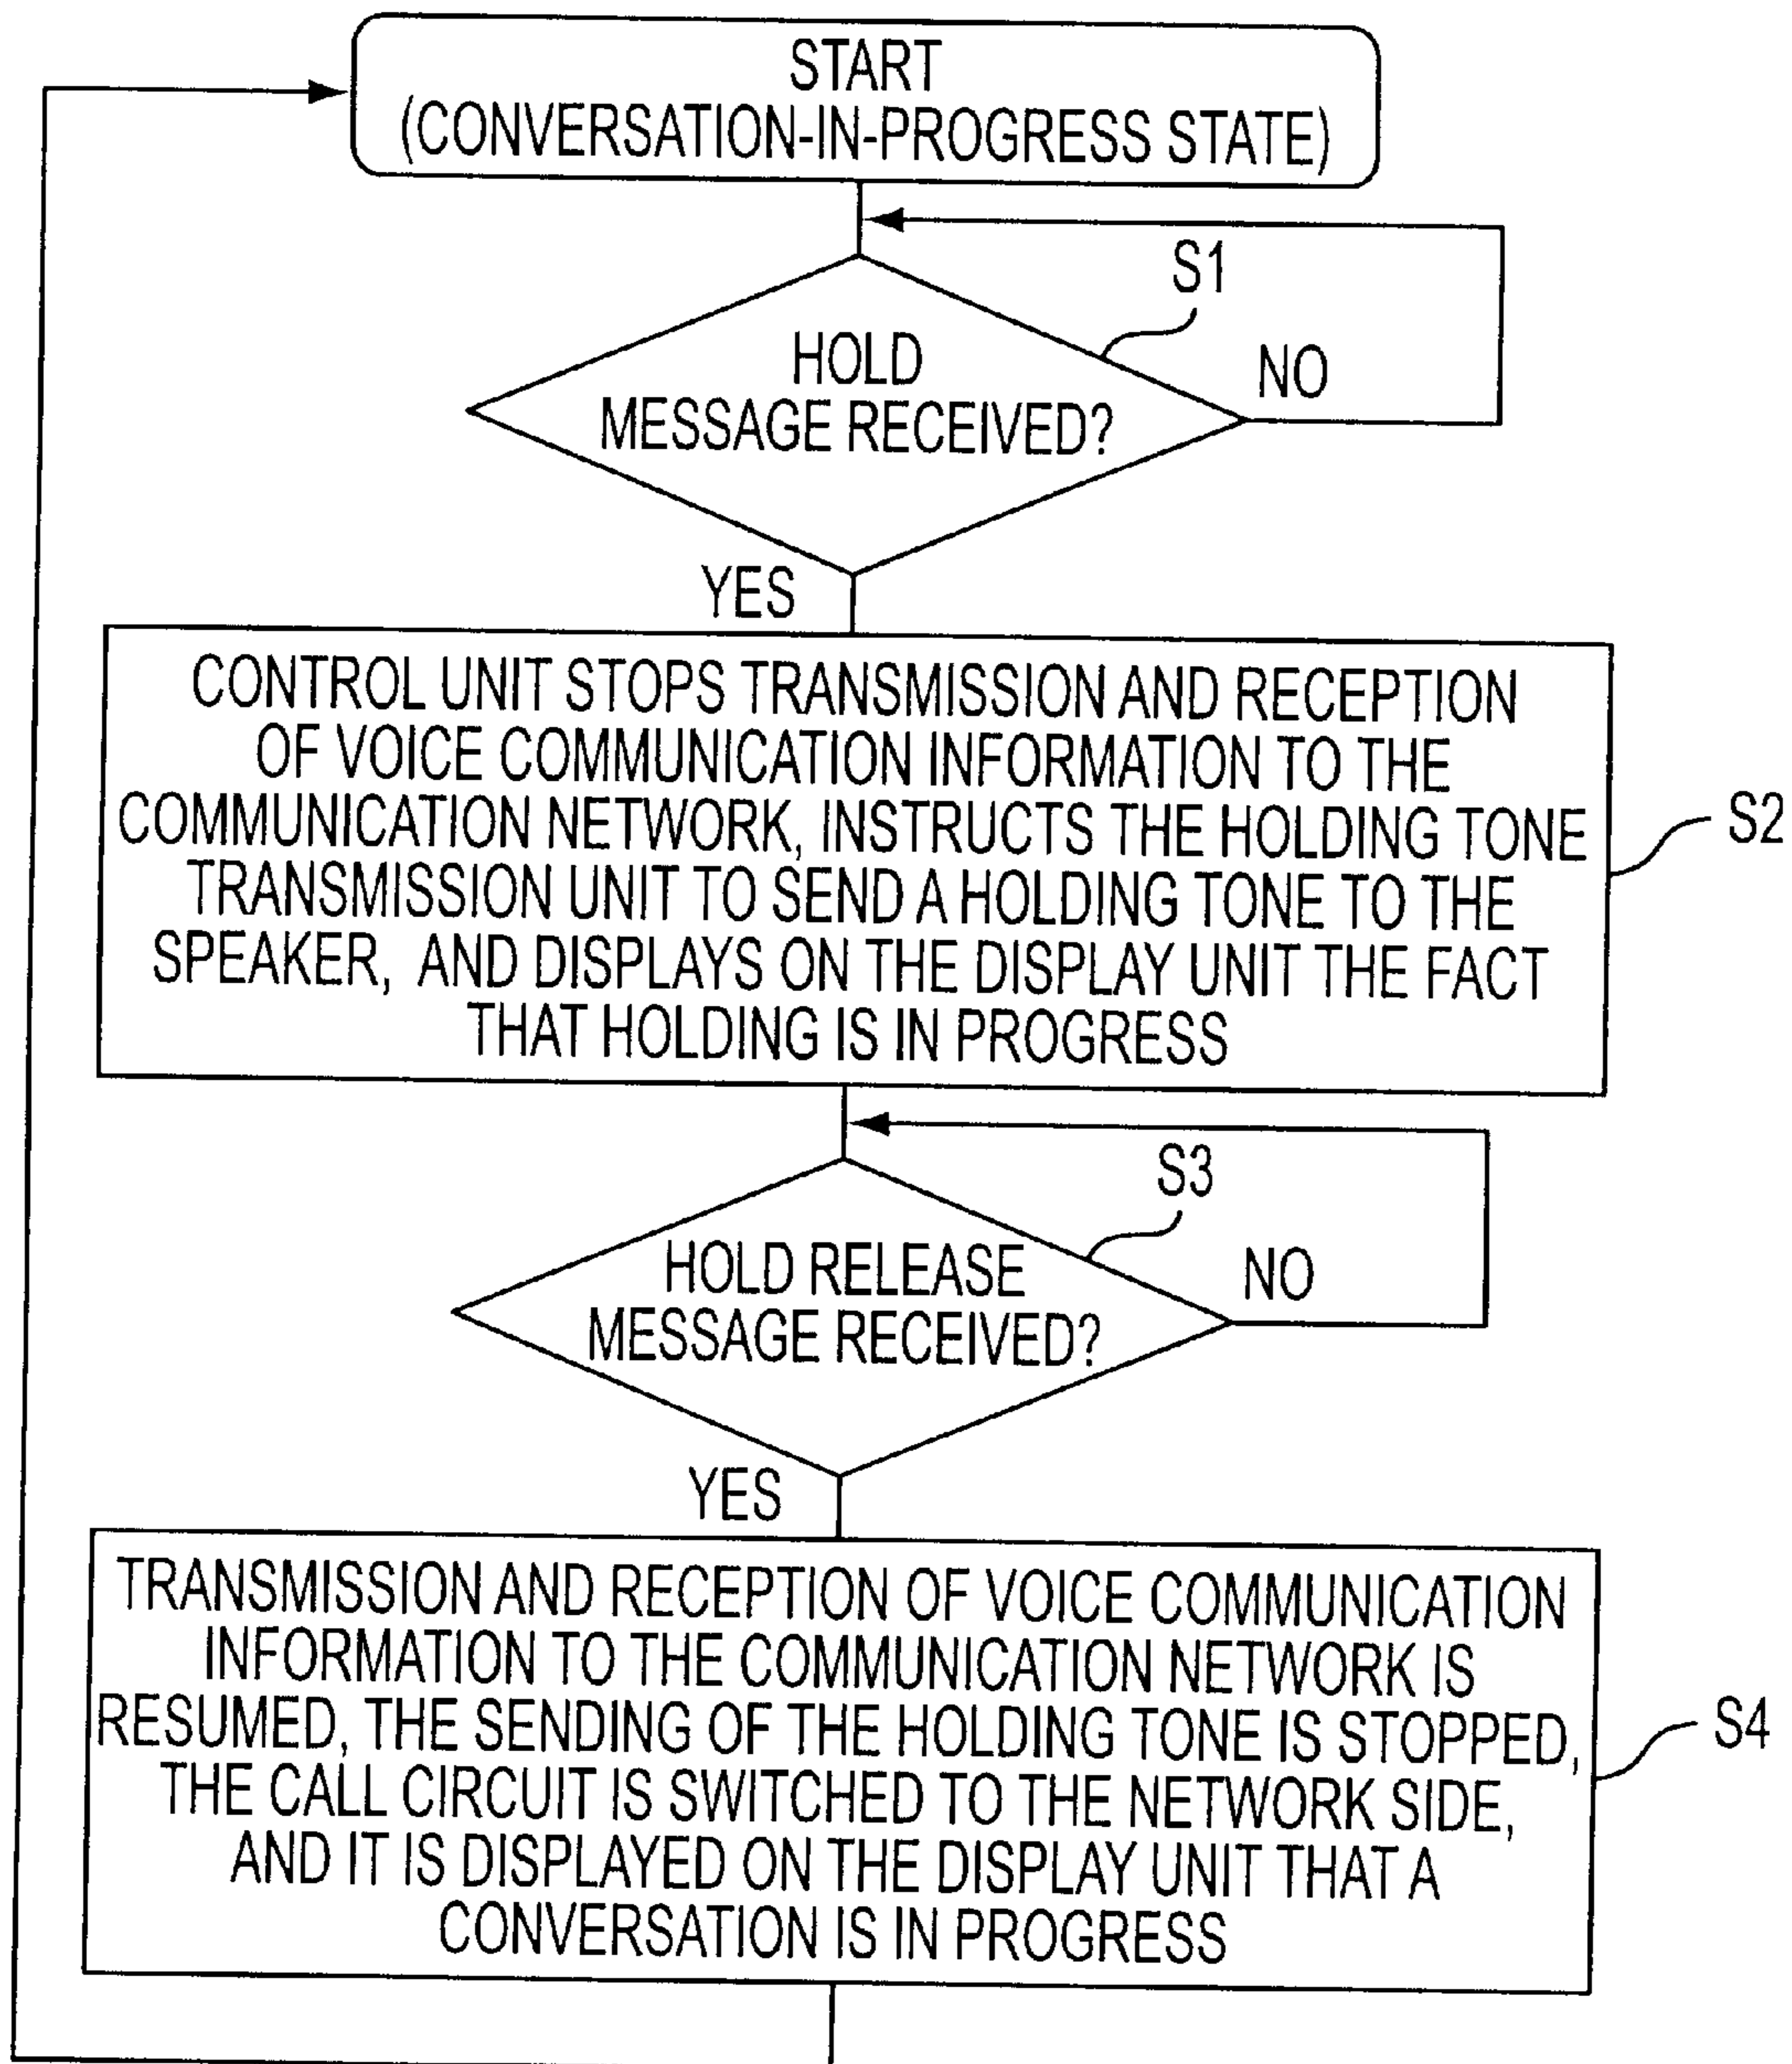 START
(CONVERSATION-IN-PROGRESS STATE)
S1
HOLD
MESSAGE RECEIVED?
NO
YES
CONTROL UNIT STOPS TRANSMISSION AND RECEPTION
OF VOICE COMMUNICATION INFORMATION TO THE
COMMUNICATION NETWORK, INSTRUCTS THE HOLDING TONE
TRANSMISSION UNIT TO SEND A HOLDING TONE TO THE
SPEAKER, AND DISPLAYS ON THE DISPLAY UNIT THE FACT
THAT HOLDING IS IN PROGRESS
S2
S3
HOLD RELEASE
MESSAGE RECEIVED?
NO
YES
TRANSMISSION AND RECEPTION OF VOICE COMMUNICATION
INFORMATION TO THE COMMUNICATION NETWORK IS
RESUMED, THE SENDING OF THE HOLDING TONE IS STOPPED,
THE CALL CIRCUIT IS SWITCHED TO THE NETWORK SIDE,
AND IT IS DISPLAYED ON THE DISPLAY UNIT THAT A
CONVERSATION IS IN PROGRESS
S4